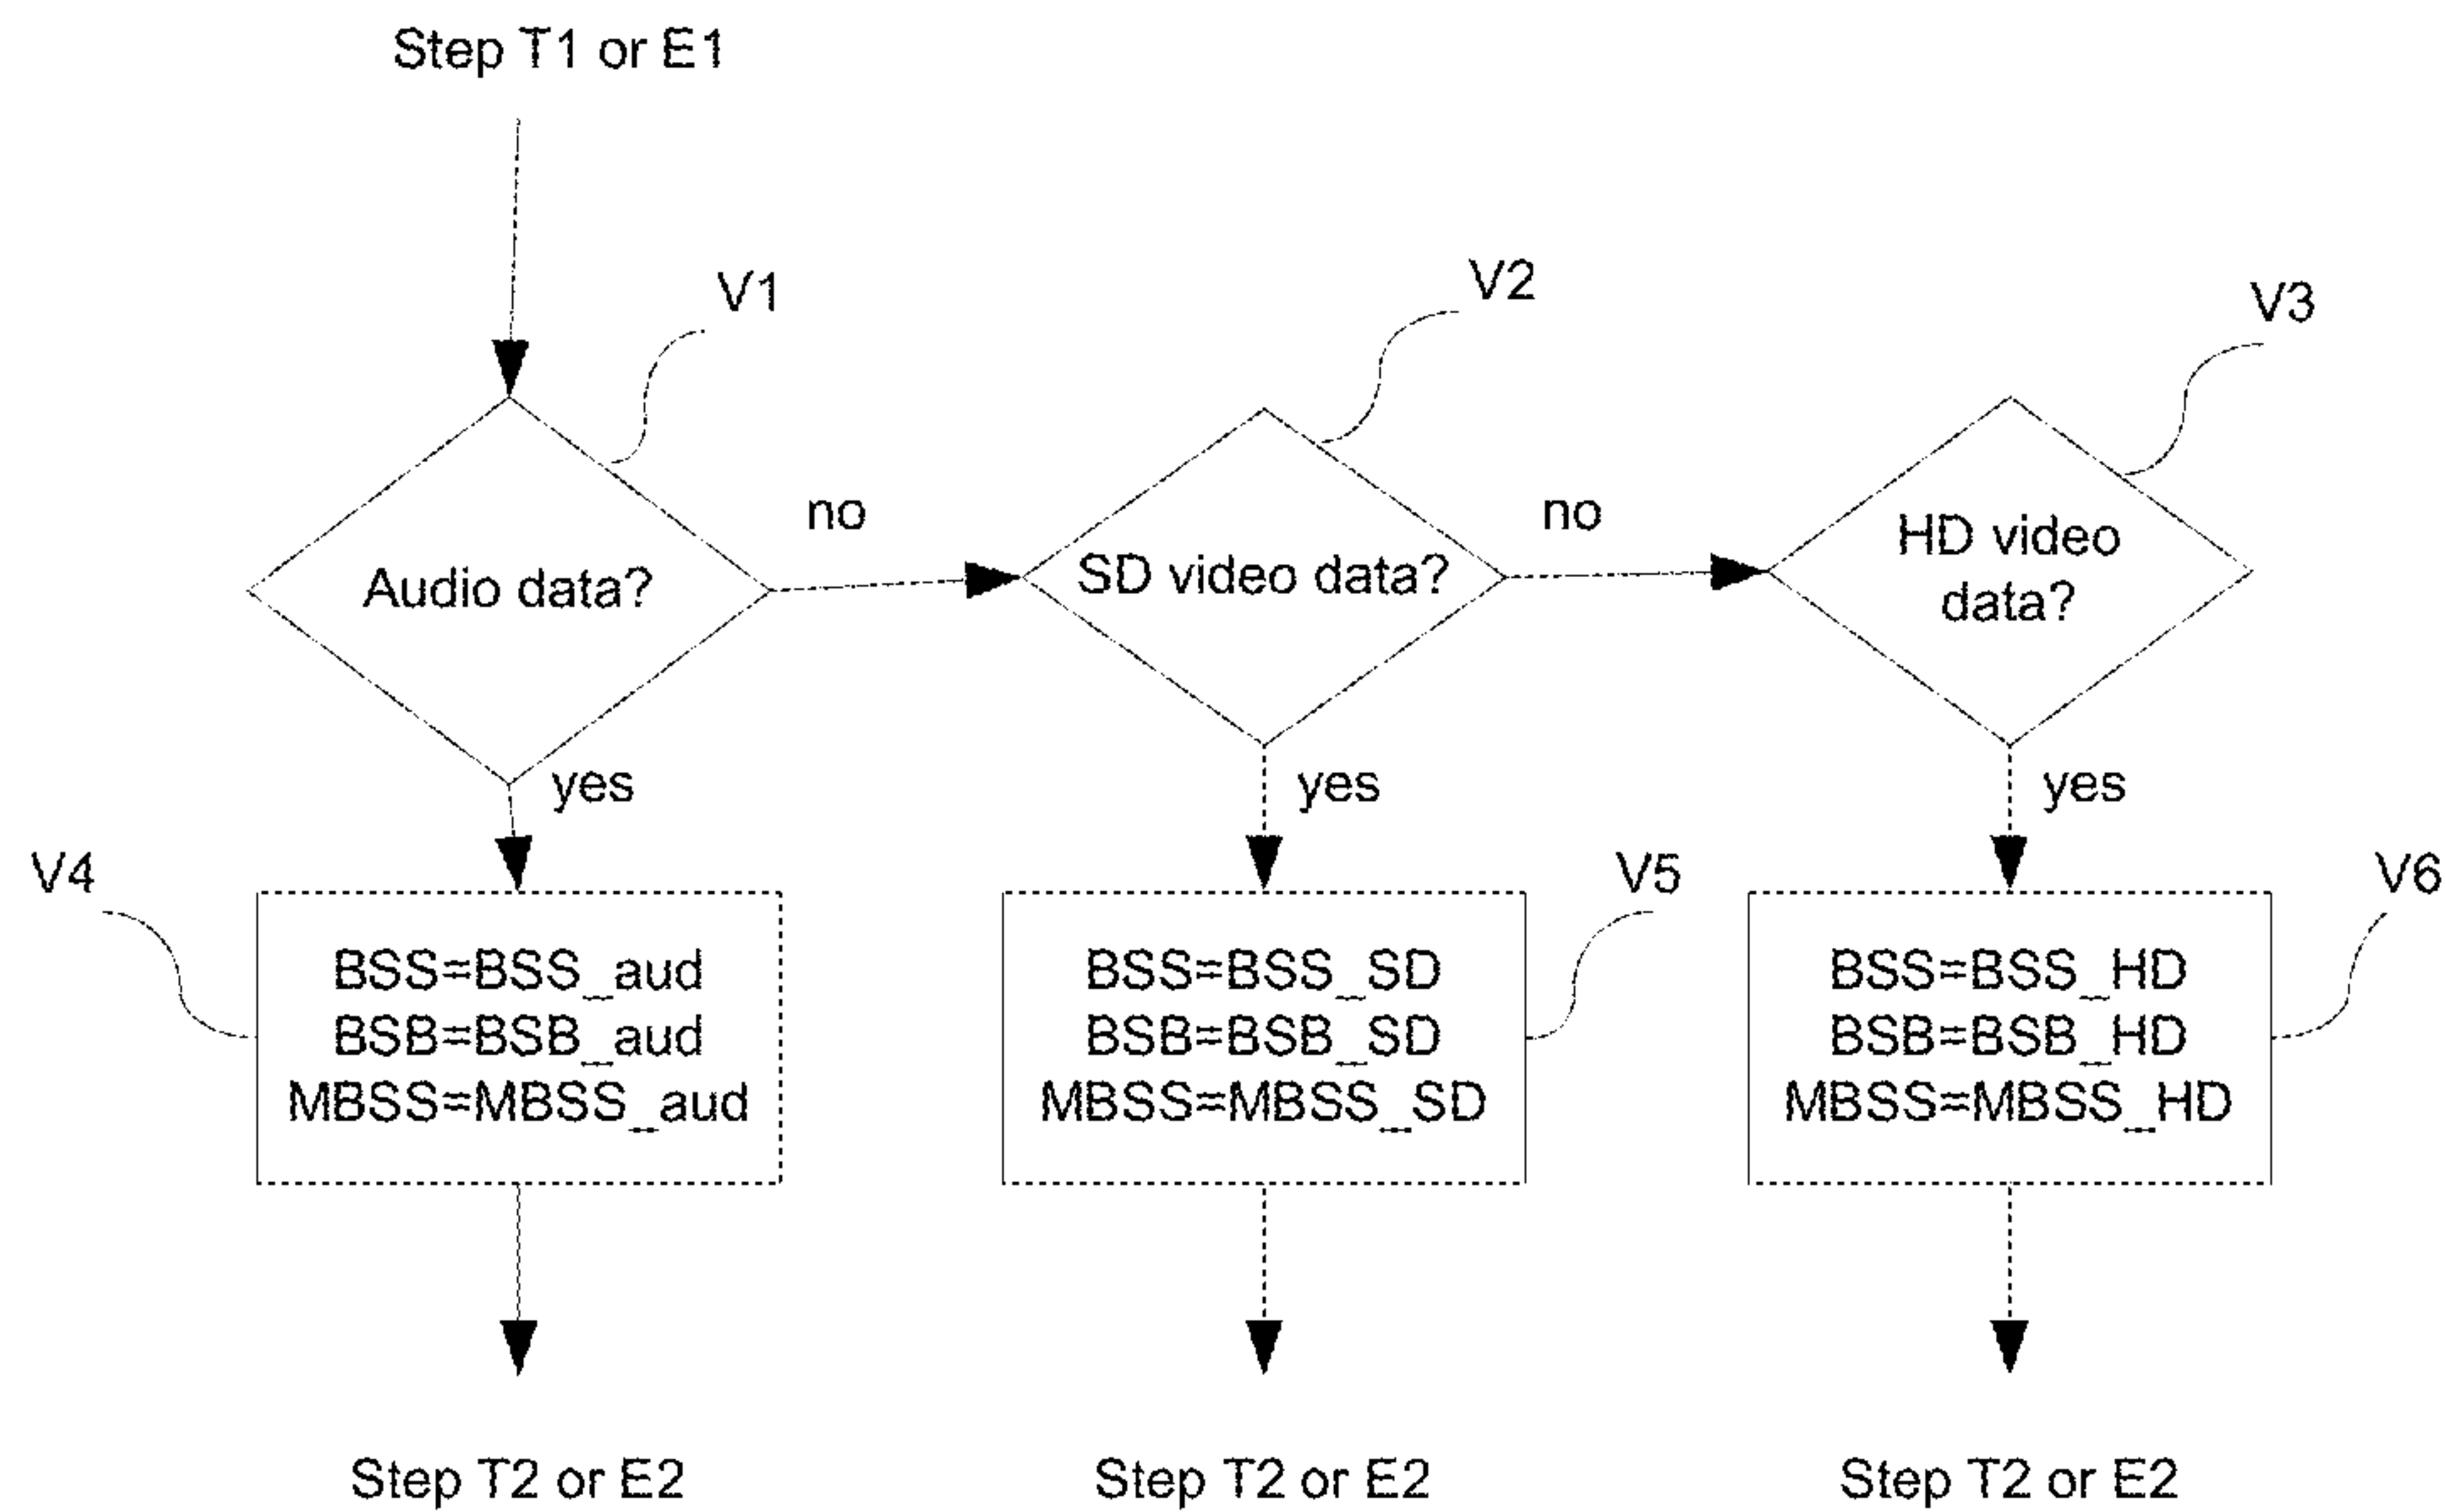 Step T1 or E1
V1
V2
V3
no
no
Audio data?
SD video data?
HD video
data?
yes
yes
yes
V4
V5
V6
BSS=BSS_aud
BSB=BSB_aud
MBSS=MBSS_aud
BSS=BSS_SD
BSB=BSB_SD
MBSS=MBSS_SD
BSS=BSS_HD
BSB=BSB_HD
MBSS=MBSS_HD
Step T2 or E2
Step T2 or E2
Step T2 or E2